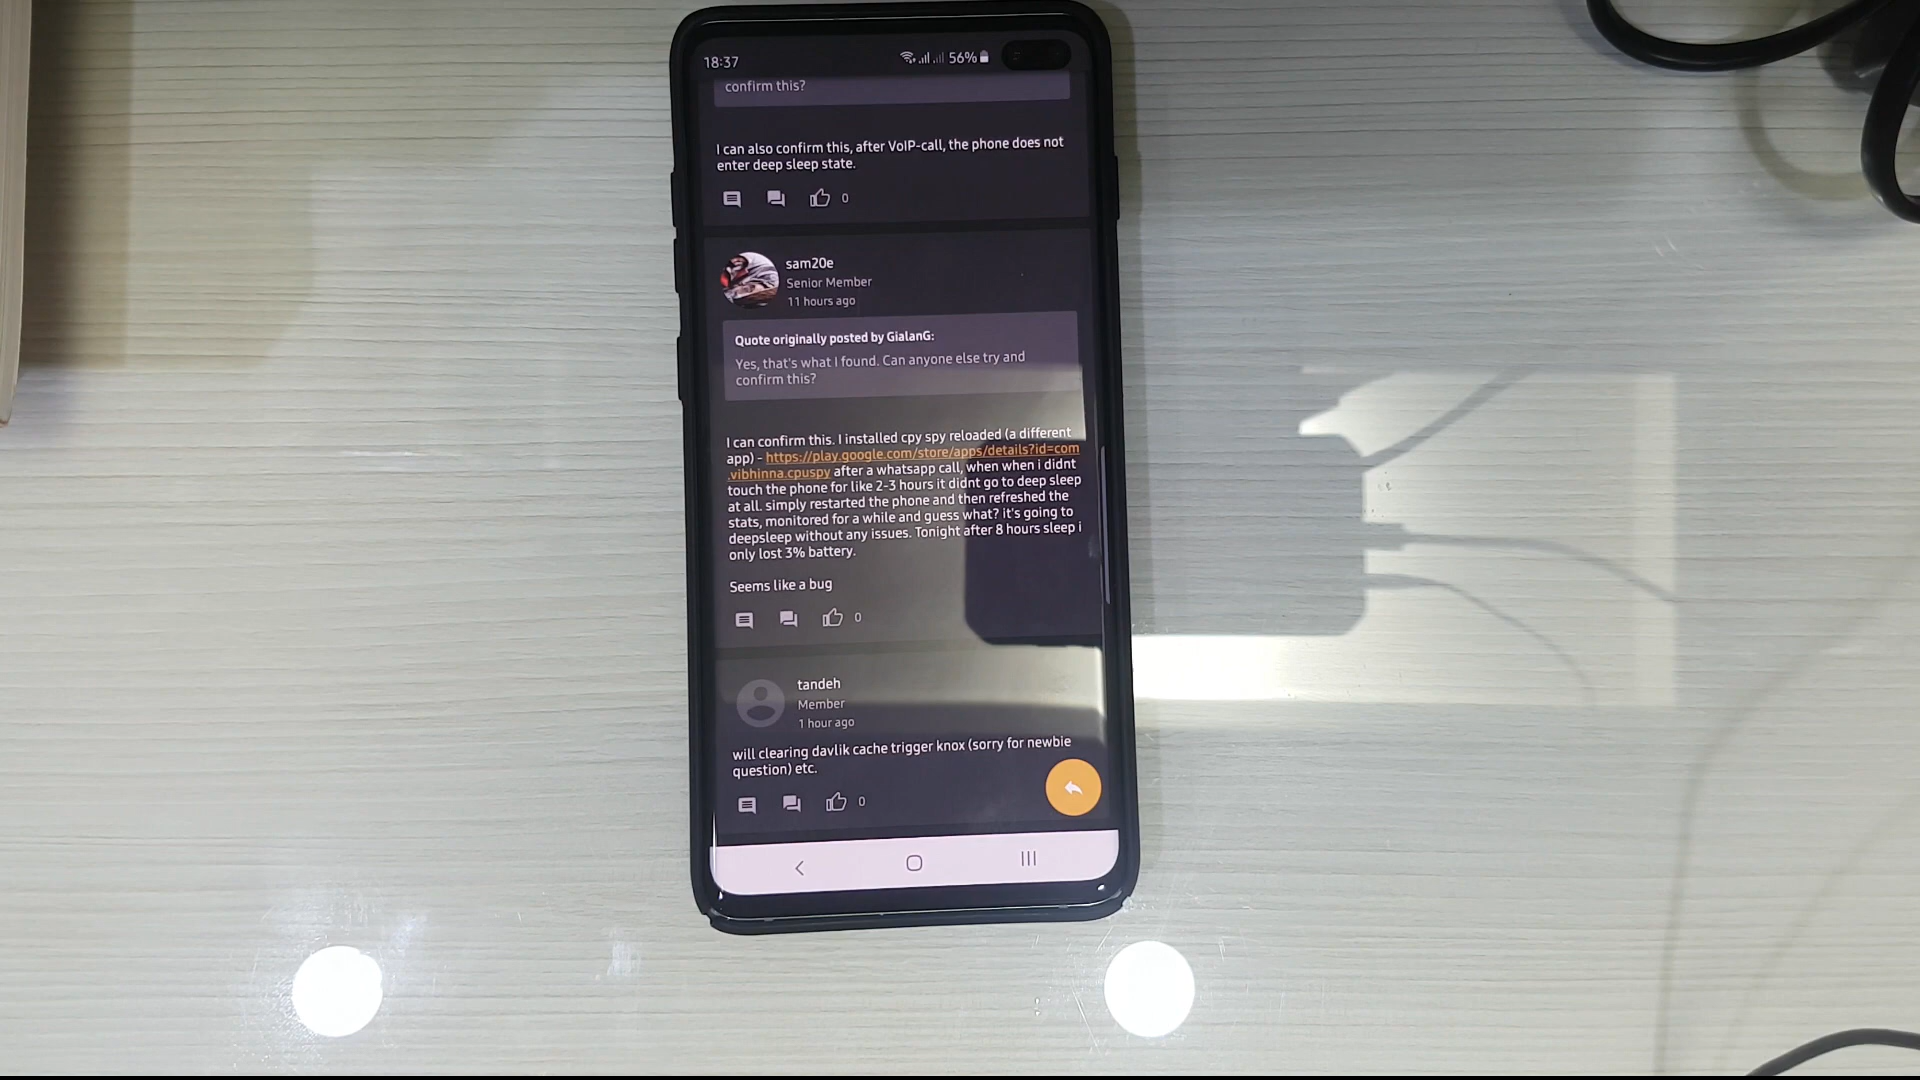 18:37
56%
confirm this?
I can also confirm this, after VoIP-call, the phone does not
enter deep sleep state.
0
sam20e
Senior Member
11 hours ago
Quote originally posted by GialanG:
Yes, that's what I found. Can anyone else try and
confirm this?
I can confirm this. I installed cpy spy reloaded (a different
app) - https://play.google.com/store/apps/details?id=com
.vibhinna.cpuspy after a whatsapp call, when when i didnt
touch the phone for like 2-3 hours it didnt go to deep sleep
at all. simply restarted the phone and then refreshed the
stats, monitored for a while and guess what? it's going to
deepsleep without any issues. Tonight after 8 hours sleep i
only lost 3% battery.
Seems like a bug
0
tandeh
Member
1 hour ago
will clearing davlik cache trigger knox (sorry for newbie
question) etc.
0